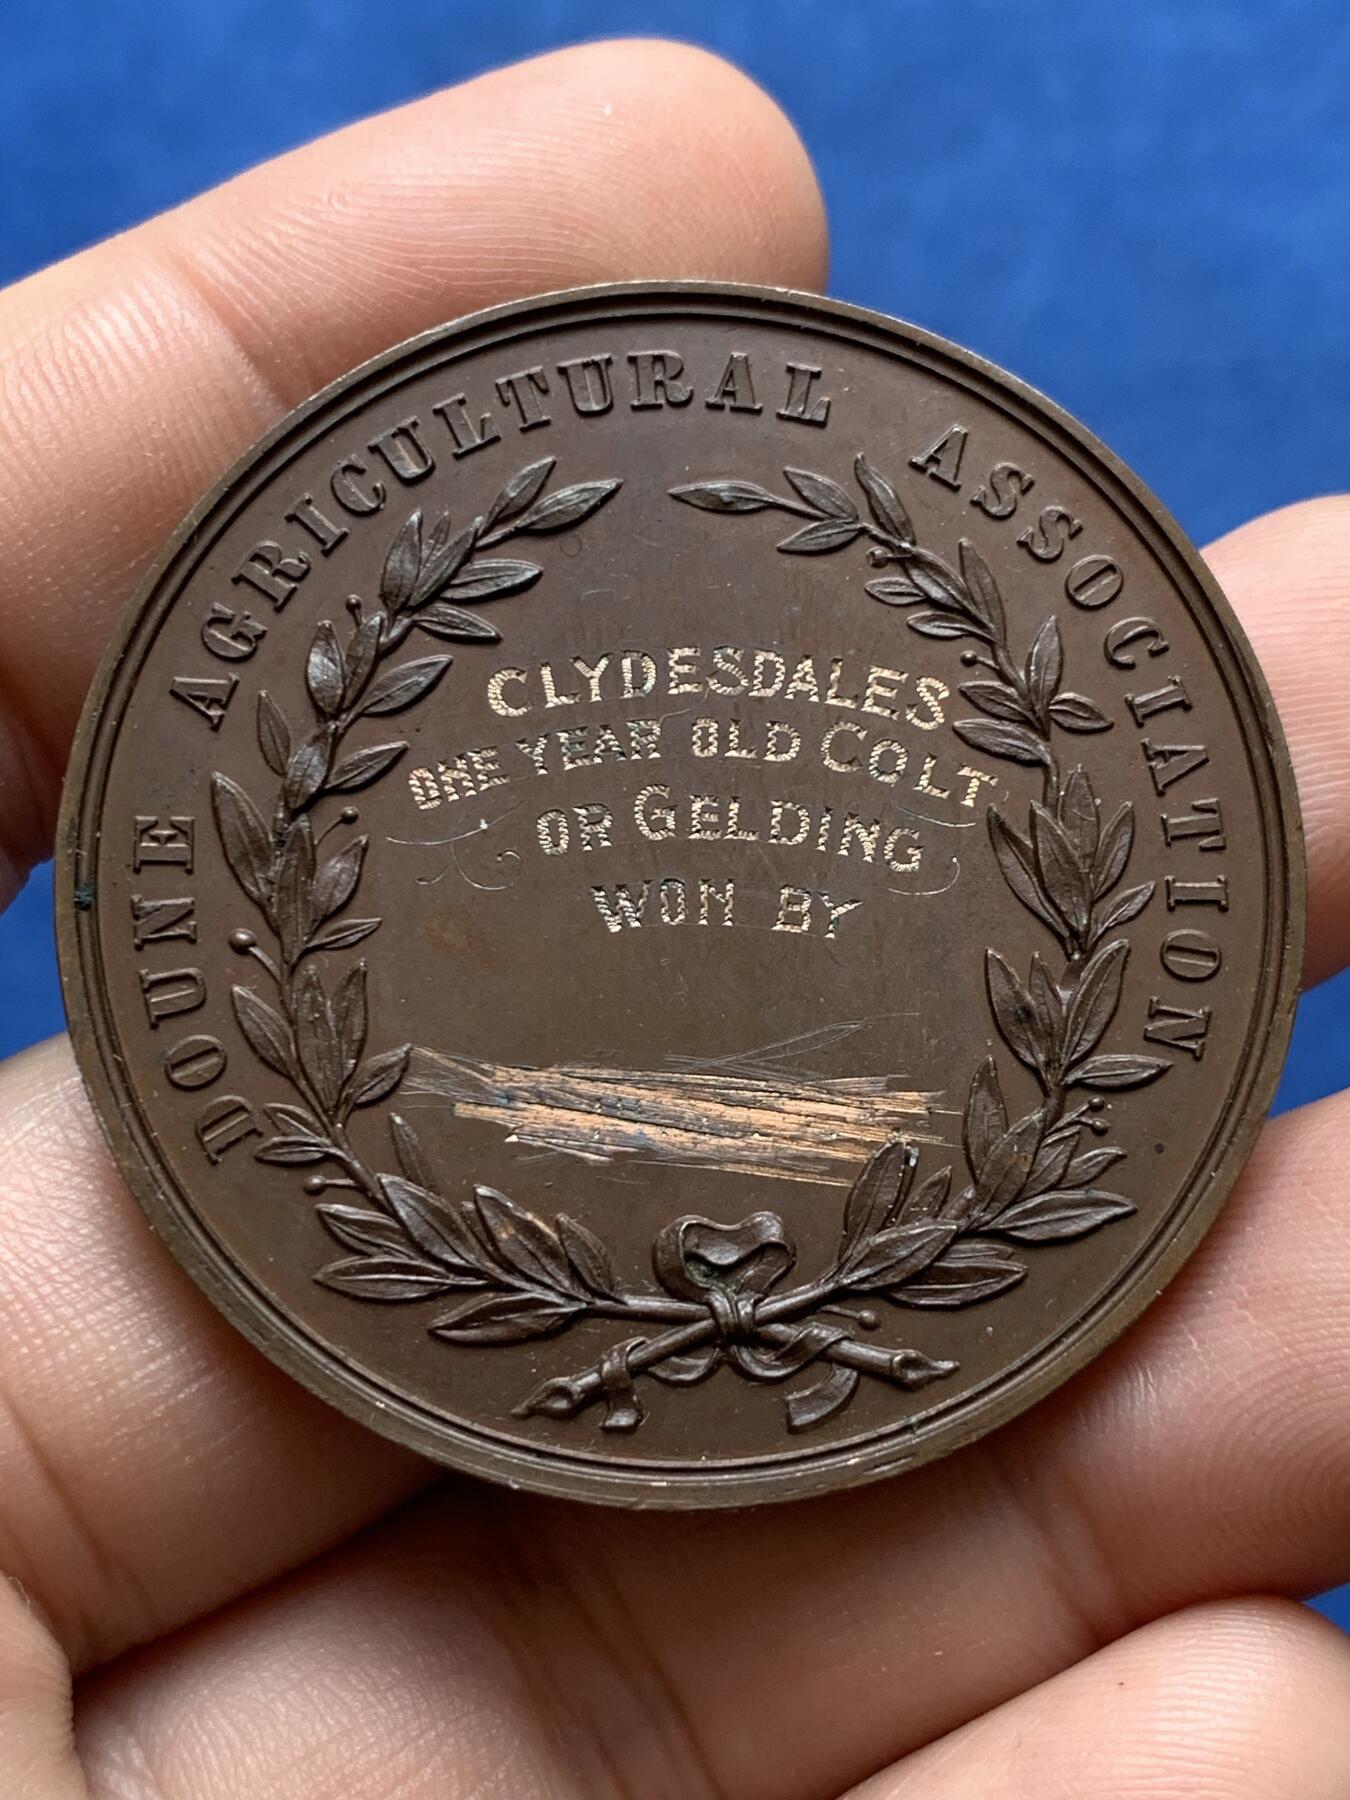 DOUNE AGRICULTURAL ASSOCIATION
CLYDESDALES
ONE YEAR OLD COLT
OR GELDING
WON BY